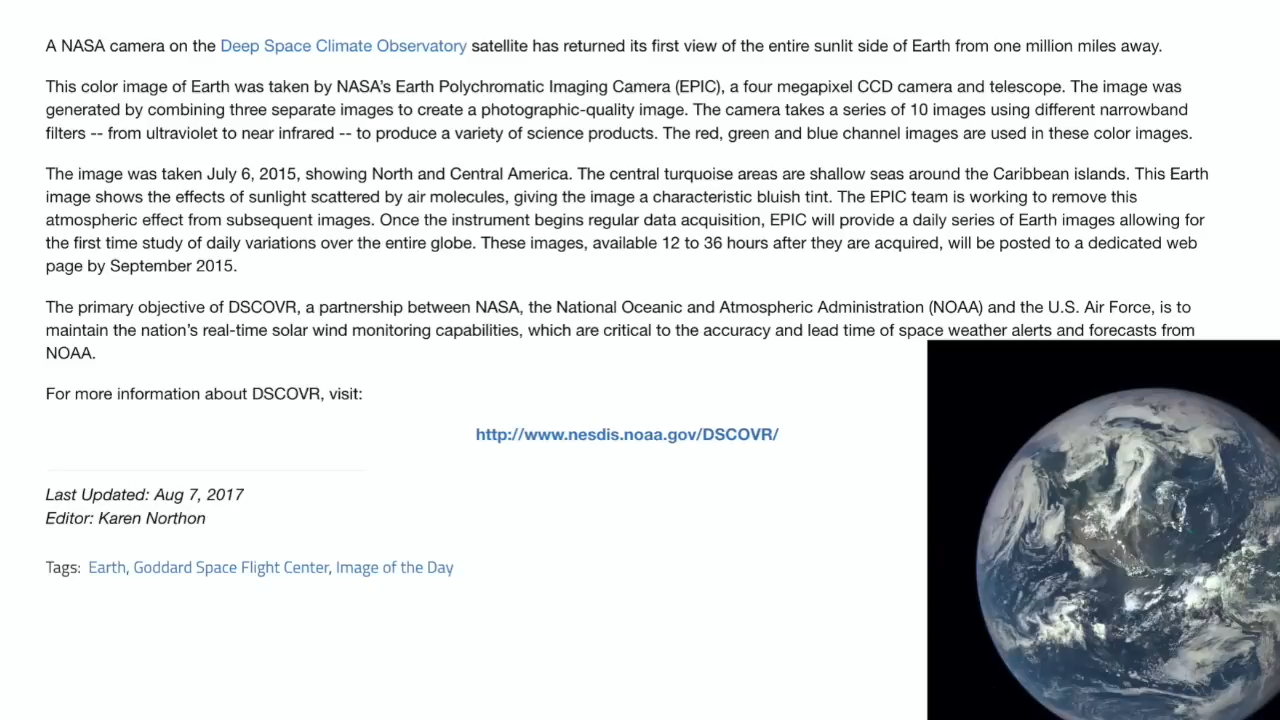 A NASA camera on the Deep Space Climate Observatory satellite has returned its first view of the entire sunlit side of Earth from one million miles away.
This color image of Earth was taken by NASA’s Earth Polychromatic Imaging Camera (EPIC), a four megapixel CCD camera and telescope. The image was
generated by combining three separate images to create a photographic-quality image. The camera takes a series of 10 images using different narrowband
filters -- from ultraviolet to near infrared -- to produce a variety of science products. The red, green and blue channel images are used in these color images.
The image was taken July 6, 2015, showing North and Central America. The central turquoise areas are shallow seas around the Caribbean islands. This Earth
image shows the effects of sunlight scattered by air molecules, giving the image a characteristic bluish tint. The EPIC team is working to remove this
atmospheric effect from subsequent images. Once the instrument begins regular data acquisition, EPIC will provide a daily series of Earth images allowing for
the first time study of daily variations over the entire globe. These images, available 12 to 36 hours after they are acquired, will be posted to a dedicated web
page by September 2015.
The primary objective of DSCOVR, a partnership between NASA, the National Oceanic and Atmospheric Administration (NOAA) and the U.S. Air Force, is to
maintain the nation’s real-time solar wind monitoring capabilities, which are critical to the accuracy and lead time of space weather alerts and forecasts from
NOAA.
For more information about DSCOVR, visit:
http://www.nesdis.noaa.gov/DSCOVR/
Last Updated: Aug 7, 2017
Editor: Karen Northon
Tags: Earth, Goddard Space Flight Center, Image of the Day